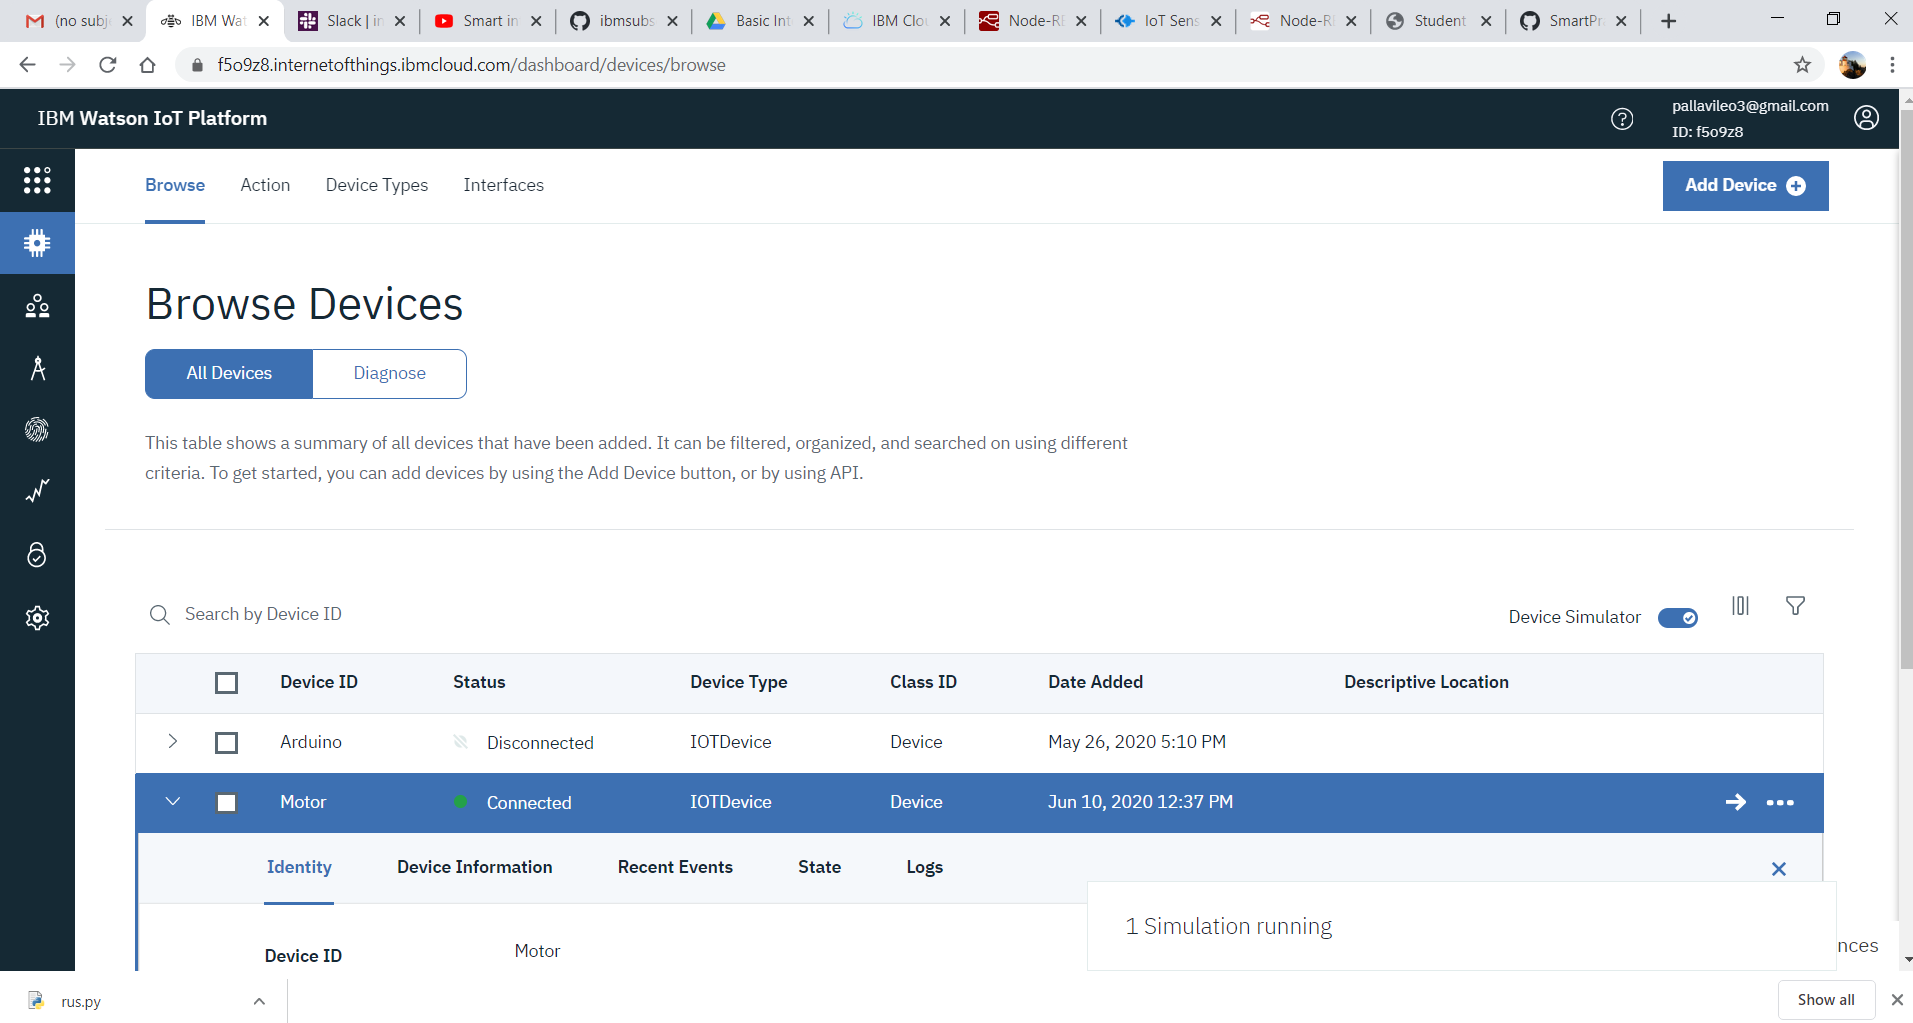 (no subj
IBM Wat
Slack | in
Smart in
ibmsubs
Basic Int
IBM Clou
Node-RE
IoT Sens
Node-RE
Student
SmartPra
f5o9z8.internetofthings.ibmcloud.com/dashboard/devices/browse
IBM Watson IoT Platform
pallavileo3@gmail.com
ID: f5o9z8
Browse
Action
Device Types
Interfaces
Add Device
Browse Devices
All Devices
Diagnose
This table shows a summary of all devices that have been added. It can be filtered, organized, and searched on using different
criteria. To get started, you can add devices by using the Add Device button, or by using API.
Search by Device ID
Device Simulator
Device ID Status Device Type Class ID Date Added Descriptive Location
Arduino Disconnected IOTDevice Device May 26, 2020 5:10 PM
Motor Connected IOTDevice Device Jun 10, 2020 12:37 PM
Identity
Device Information
Recent Events
State
Logs
Device ID Motor
1 Simulation running
nces
rus.py
Show all